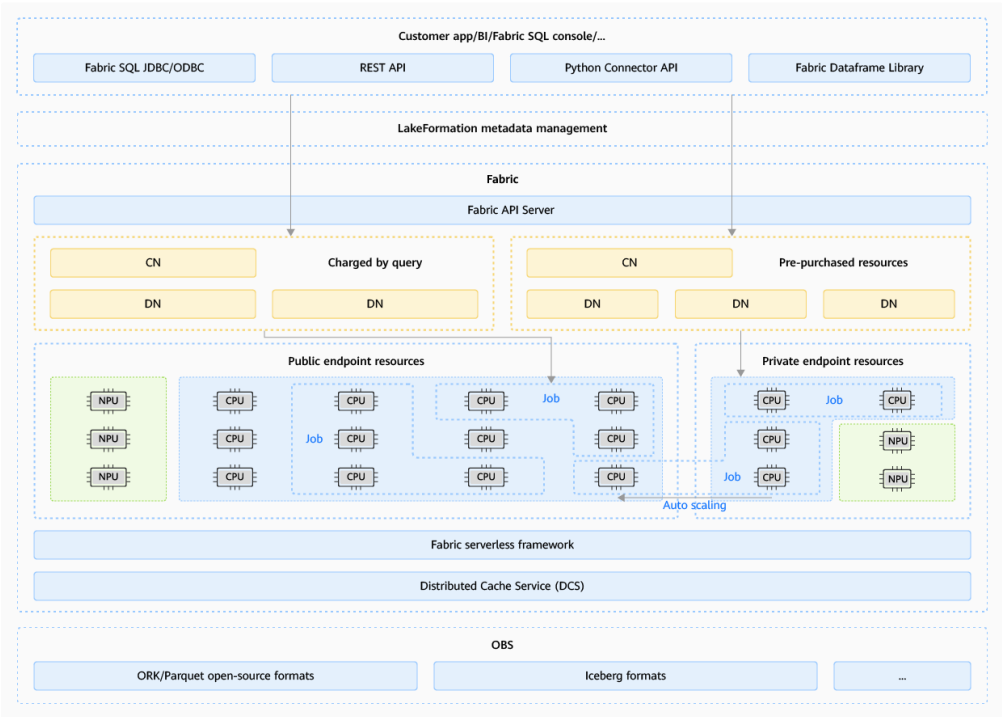 Customer app/BI/Fabric SQL console/...
Fabric SQL JDBC/ODBC
REST API
Python Connector API
Fabric Dataframe Library
LakeFormation metadata management
Fabric
Fabric API Server
CN
Charged by query
DN
DN
CN
Pre-purchased resources
DN
DN
DN
Public endpoint resources
NPU
NPU
NPU
CPU
CPU
CPU
CPU
Job
CPU
CPU
CPU
CPU
CPU
Job
CPU
CPU
CPU
Private endpoint resources
CPU
Job
CPU
CPU
Job
CPU
NPU
NPU
Auto scaling
Fabric serverless framework
Distributed Cache Service (DCS)
OBS
ORK/Parquet open-source formats
Iceberg formats
...